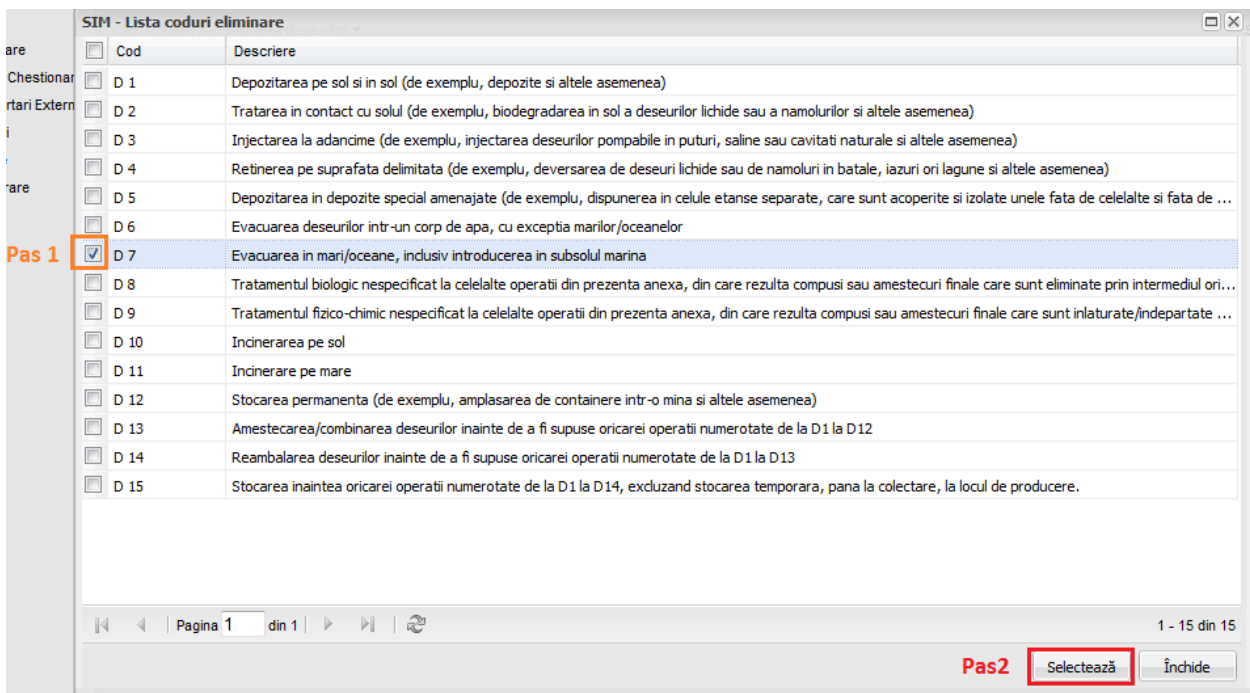 SIM - Lista coduri eliminare
are
Cod Descriere
Chestionar
D 1 Depozitarea pe sol si in sol (de exemplu, depozite si altele asemenea)
rtari Extern
D 2 Tratarea in contact cu solul (de exemplu, biodegradarea in sol a deseurilor lichide sau a namolurilor si altele asemenea)
i
D 3 Injectarea la adancime (de exemplu, injectarea deseurilor pompabile in puturi, saline sau cavitati naturale si altele asemenea)
D 4 Retinerea pe suprafata delimitata (de exemplu, deversarea de deseuri lichide sau de namoluri in batale, iazuri ori lagune si altele asemenea)
rare
D 5 Depozitarea in depozite special amenajate (de exemplu, dispunerea in celule etanse separate, care sunt acoperite si izolate unele fata de celelalte si fata de ...
D 6 Evacuarea deseurilor intr-un corp de apa, cu exceptia marilor/oceanelor
Pas 1 D 7 Evacuarea in mari/oceane, inclusiv introducerea in subsolul marina
D 8 Tratamentul biologic nespecificat la celelalte operatii din prezenta anexa, din care rezulta compusi sau amestecuri finale care sunt eliminate prin intermediul ori...
D 9 Tratamentul fizico-chimic nespecificat la celelalte operatii din prezenta anexa, din care rezulta compusi sau amestecuri finale care sunt inlaturate/indepartate ...
D 10 Incinerarea pe sol
D 11 Incinerare pe mare
D 12 Stocarea permanenta (de exemplu, amplasarea de containere intr-o mina si altele asemenea)
D 13 Amestecarea/combinarea deseurilor inainte de a fi supuse oricarei operatii numerotate de la D1 la D12
D 14 Reambalarea deseurilor inainte de a fi supuse oricarei operatii numerotate de la D1 la D13
D 15 Stocarea inaintea oricarei operatii numerotate de la D1 la D14, excluzand stocarea temporara, pana la colectare, la locul de producere.
Pagina 1 din 1 1 - 15 din 15
Pas2 Selectează Închide